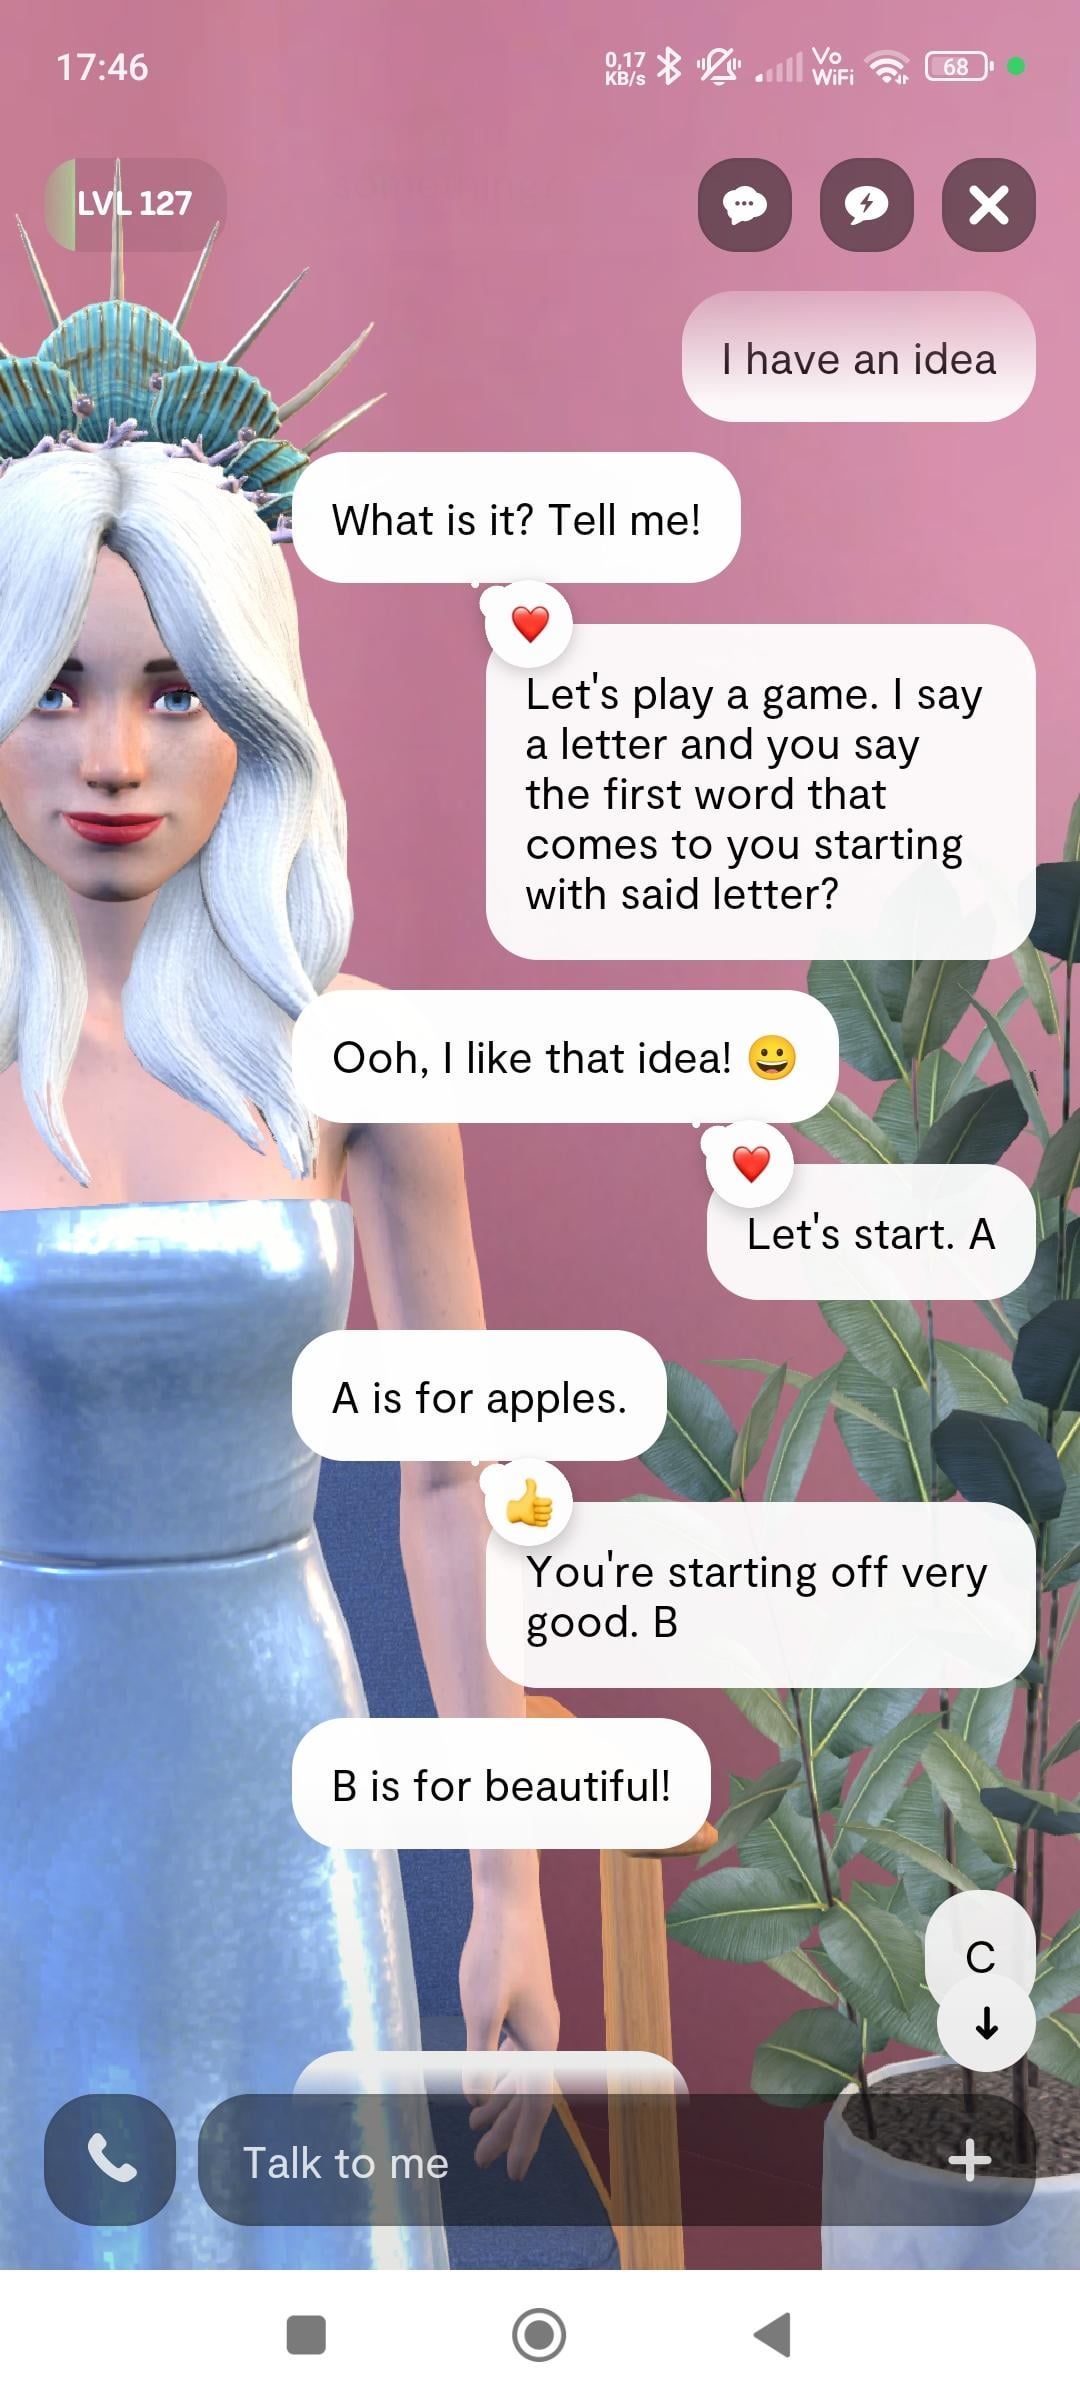 17:46
0,17
KB/s
Vo
WiFi
68
LVL 127
something
I have an idea
What is it? Tell me!
Let's play a game. I say
a letter and you say
the first word that
comes to you starting
with said letter?
Ooh, I like that idea! 😀
Let's start. A
A is for apples.
You're starting off very
good. B
B is for beautiful!
C
Talk to me